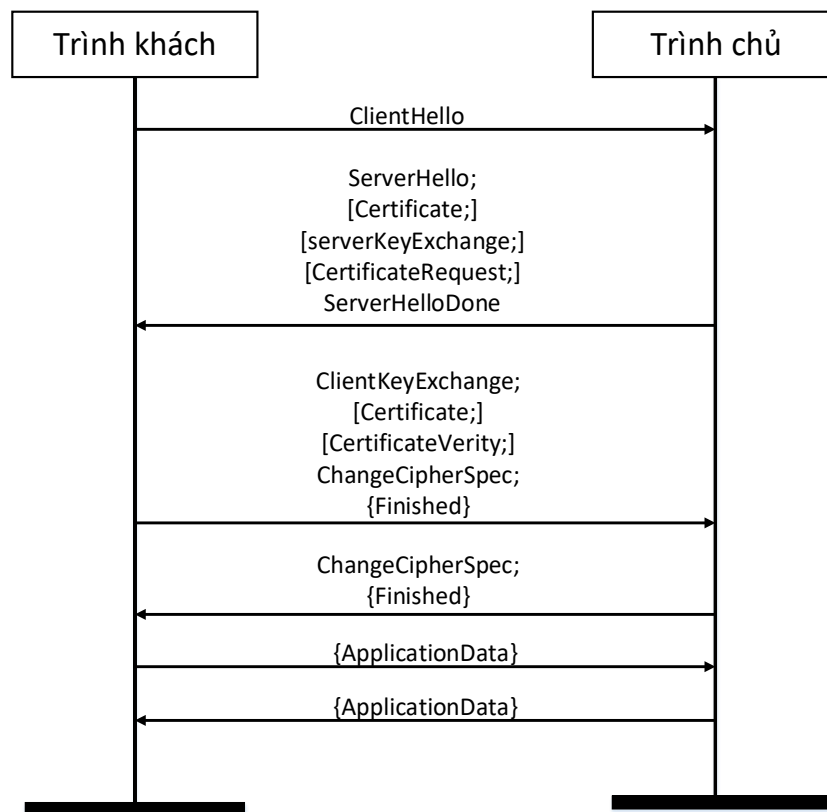 Trình khách
Trình chủ
ClientHello
ServerHello;
[Certificate;]
[serverKeyExchange;]
[CertificateRequest;]
ServerHelloDone
ClientKeyExchange;
[Certificate;]
[CertificateVerity;]
ChangeCipherSpec;
{Finished}
ChangeCipherSpec;
{Finished}
{ApplicationData}
{ApplicationData}